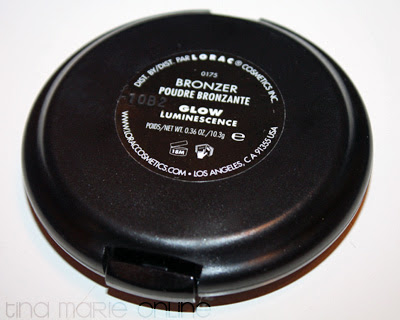 DIST. BY/DIST. PAR LORAC® COSMETICS INC.
0175
BRONZER
POUDRE BRONZANTE
GLOW
LUMINESCENCE
POIDS/NET WT. 0.36 OZ/10.3g e
18M
WWW.LORACCOSMETICS.COM • LOS ANGELES, CA 91355 USA
tina marie online